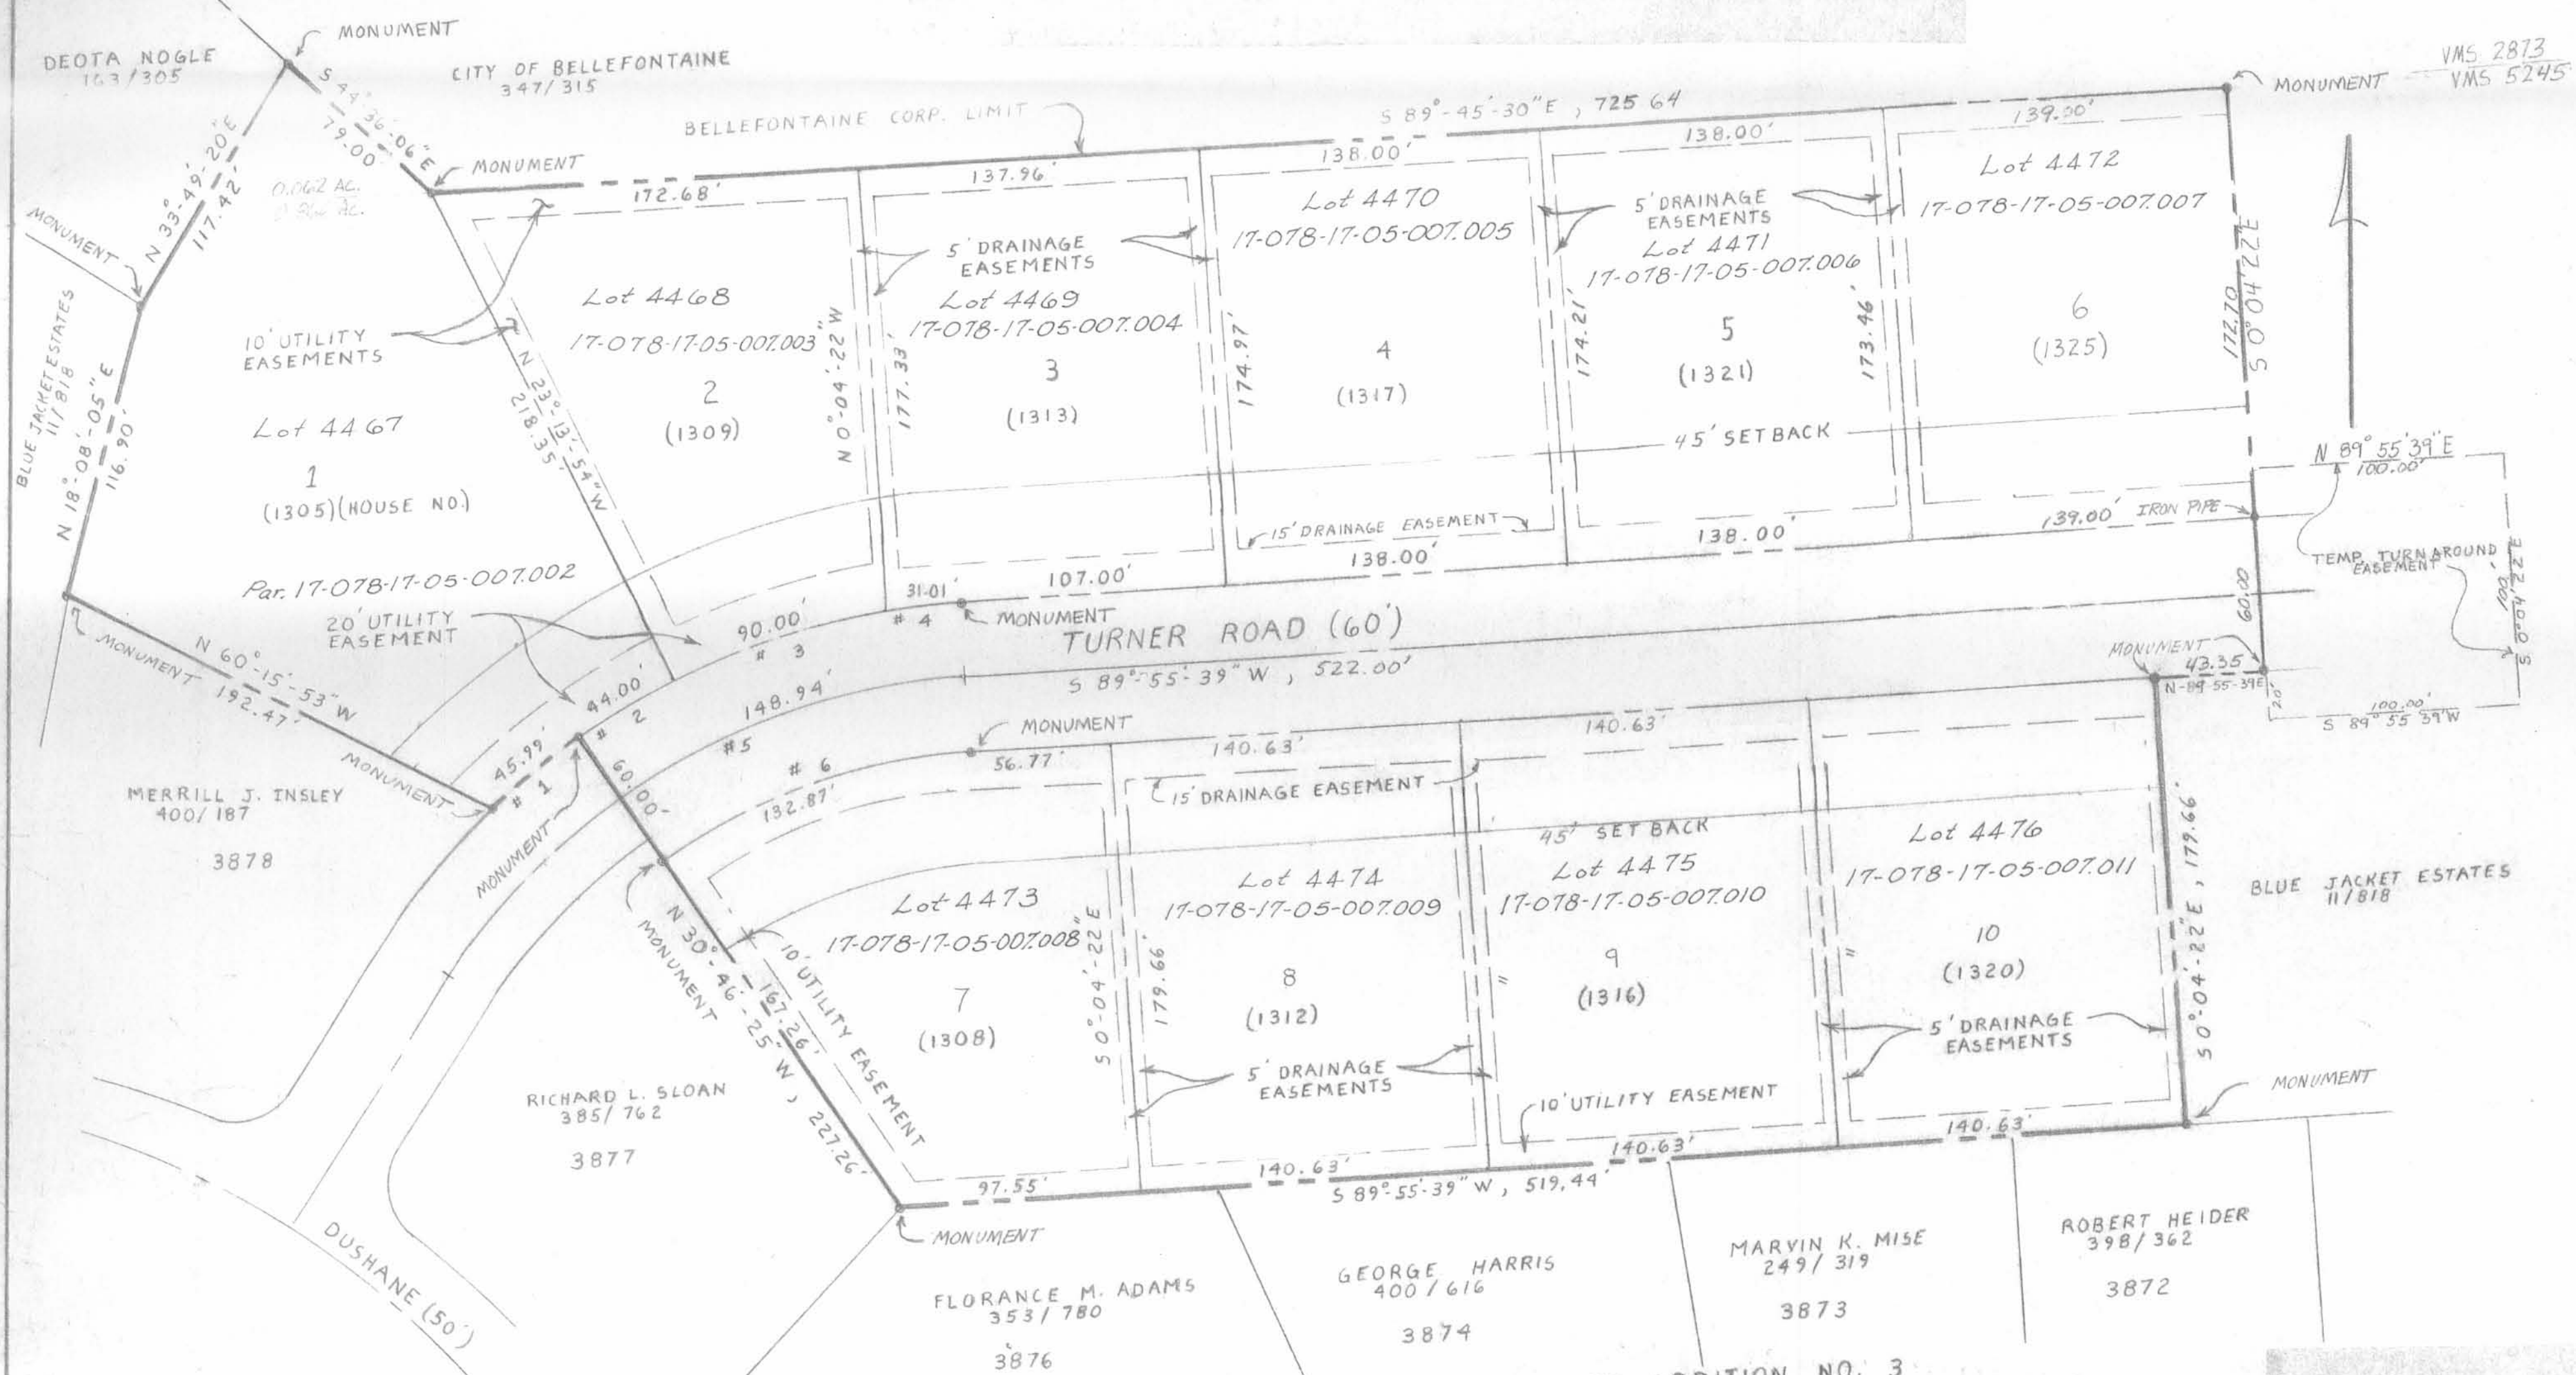 DEOTA NOGLE
163/305
MONUMENT
CITY OF BELLEFONTAINE
347/315
S 44°-36'-06"E
79.00'
BELLEFONTAINE CORP. LIMIT
S 89°-45'-30"E , 725 64
MONUMENT
VMS 2873
VMS 5245
N 33°-49'-20"E
117.42'
0.062 AC.
MONUMENT
172.68'
137.96'
138.00'
138.00'
139.00'
MONUMENT
BLUE JACKET ESTATES
11/818
N 18°-08'-05" E
116.90'
10' UTILITY
EASEMENTS
Lot 4467
1
(1305)(HOUSE NO.)
Par. 17-078-17-05-007.002
20' UTILITY
EASEMENT
N 23°-13'-54"W
218.35'
Lot 4468
17-078-17-05-007.003
2
(1309)
N 0°-04'-22"W
5' DRAINAGE
EASEMENTS
Lot 4469
17-078-17-05-007.004
3
(1313)
177.33'
Lot 4470
17-078-17-05-007.005
4
(1317)
174.97'
5' DRAINAGE
EASEMENTS
Lot 4471
17-078-17-05-007.006
5
(1321)
174.21'
173.46'
Lot 4472
17-078-17-05-007.007
6
(1325)
172.70
S 0°04'22"E
45' SETBACK
15' DRAINAGE EASEMENT
138.00'
138.00'
139.00'
IRON PIPE
N 89°55'39"E
100.00'
TEMP. TURNAROUND
EASEMENT
100.'
S 0°04'22"E
60.00
31.01'
107.00'
# 4
MONUMENT
90.00'
# 3
TURNER ROAD (60')
S 89°-55'-39"W , 522.00'
MONUMENT
43.35
N-89-55-39E
20'
100.00'
S 89°55'39"W
MONUMENT
N 60°-15'-53"W
192.47'
MONUMENT
45.99'
# 1
44.00'
# 2
148.94'
#5
60.00'
MONUMENT
# 6
132.87'
MONUMENT
56.77'
140.63'
140.63'
15' DRAINAGE EASEMENT
MERRILL J. INSLEY
400/187
3878
MONUMENT
N 30°-46'-25"W , 227.26'
167.26'
10' UTILITY EASEMENT
Lot 4473
17-078-17-05-007.008
7
(1308)
S 0°-04'-22"E
179.66'
Lot 4474
17-078-17-05-007.009
8
(1312)
45' SET BACK
Lot 4475
17-078-17-05-007.010
"
9
(1316)
Lot 4476
17-078-17-05-007.011
"
10
(1320)
S 0°-04'-22"E , 179.66'
BLUE JACKET ESTATES
11/818
5' DRAINAGE
EASEMENTS
5' DRAINAGE
EASEMENTS
10' UTILITY EASEMENT
MONUMENT
RICHARD L. SLOAN
385/762
3877
97.55'
140.63'
140.63'
140.63'
S 89°-55'-39"W , 519.44'
MONUMENT
DUSHANE (50')
FLORANCE M. ADAMS
353/780
3876
GEORGE HARRIS
400/616
3874
MARVIN K. MISE
249/319
3873
ROBERT HEIDER
398/362
3872
NO. 3